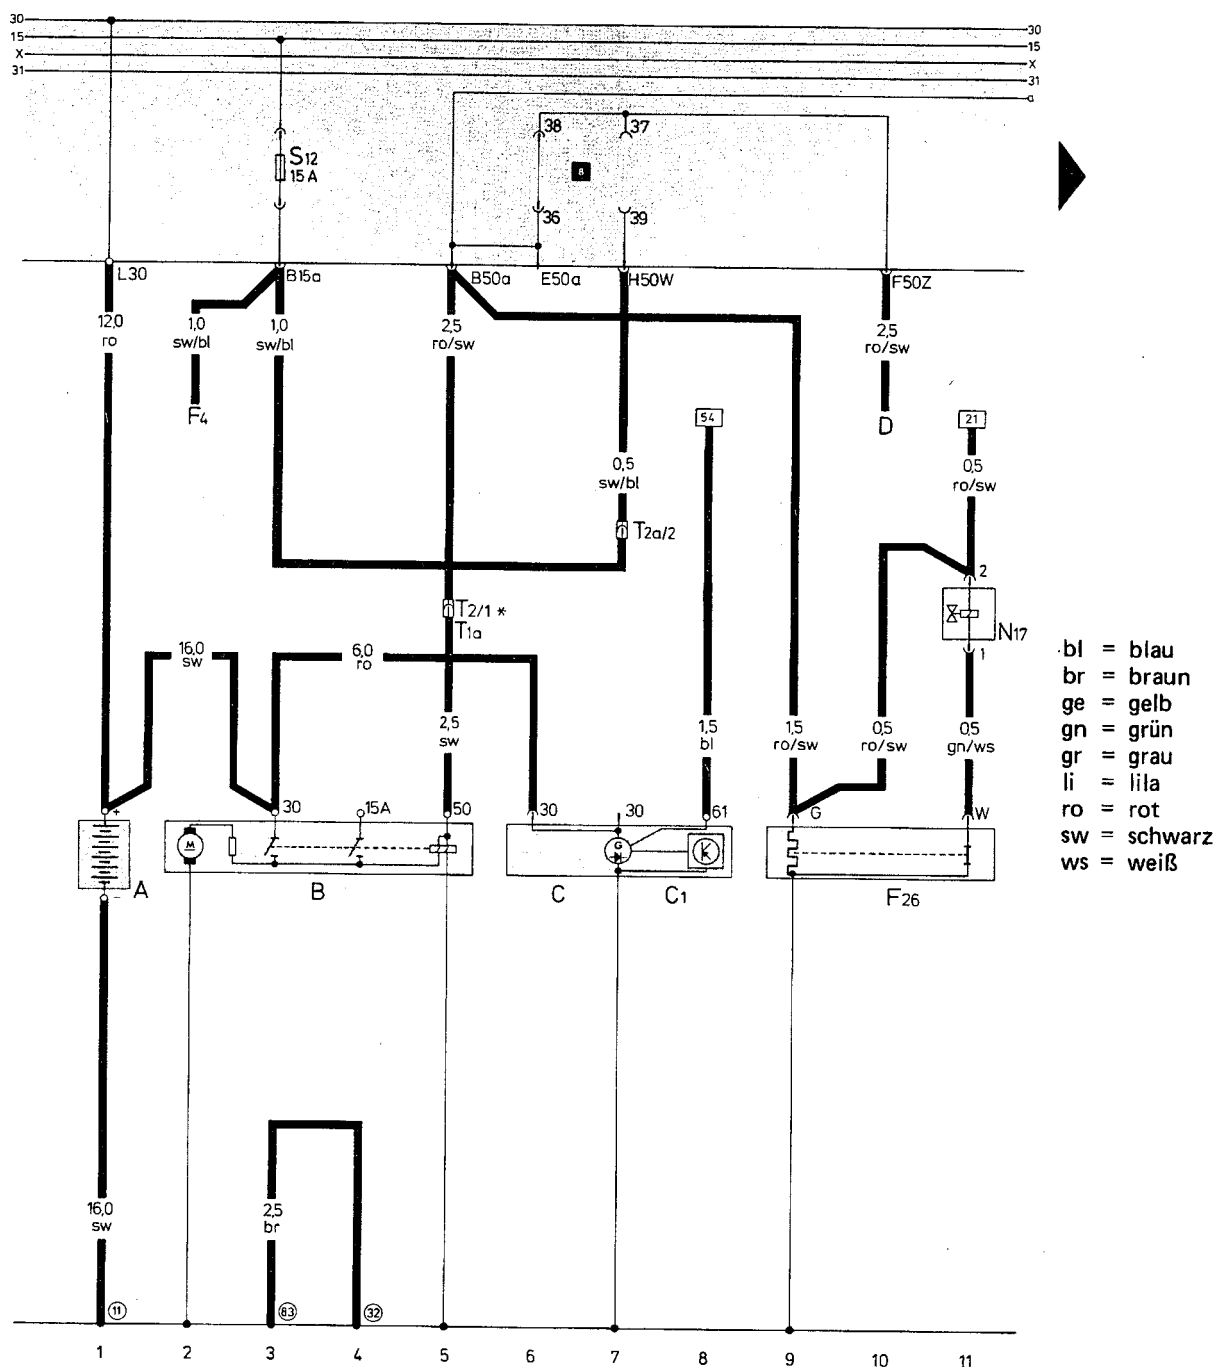 30
30
15
15
X
X
31
31
a
38
37
S12
15 A
8
36
39
L30
B15a
B50a
E50a
H50W
F50Z
12,0
ro
1,0
sw/bl
1,0
sw/bl
2,5
ro/sw
2,5
ro/sw
F4
54
D
21
0,5
sw/bl
0,5
ro/sw
T2a/2
2
T2/1 *
T1a
N17
1
16,0
sw
6,0
ro
bl = blau
br = braun
ge = gelb
gn = grün
gr = grau
li = lila
ro = rot
sw = schwarz
ws = weiß
2,5
sw
1,5
bl
1,5
ro/sw
0,5
ro/sw
0,5
gn/ws
+
30
15A
50
30
30
61
G
W
M
G
A
−
B
C
C1
F26
16,0
sw
2,5
br
11
83
32
1 2 3 4 5 6 7 8 9 10 11